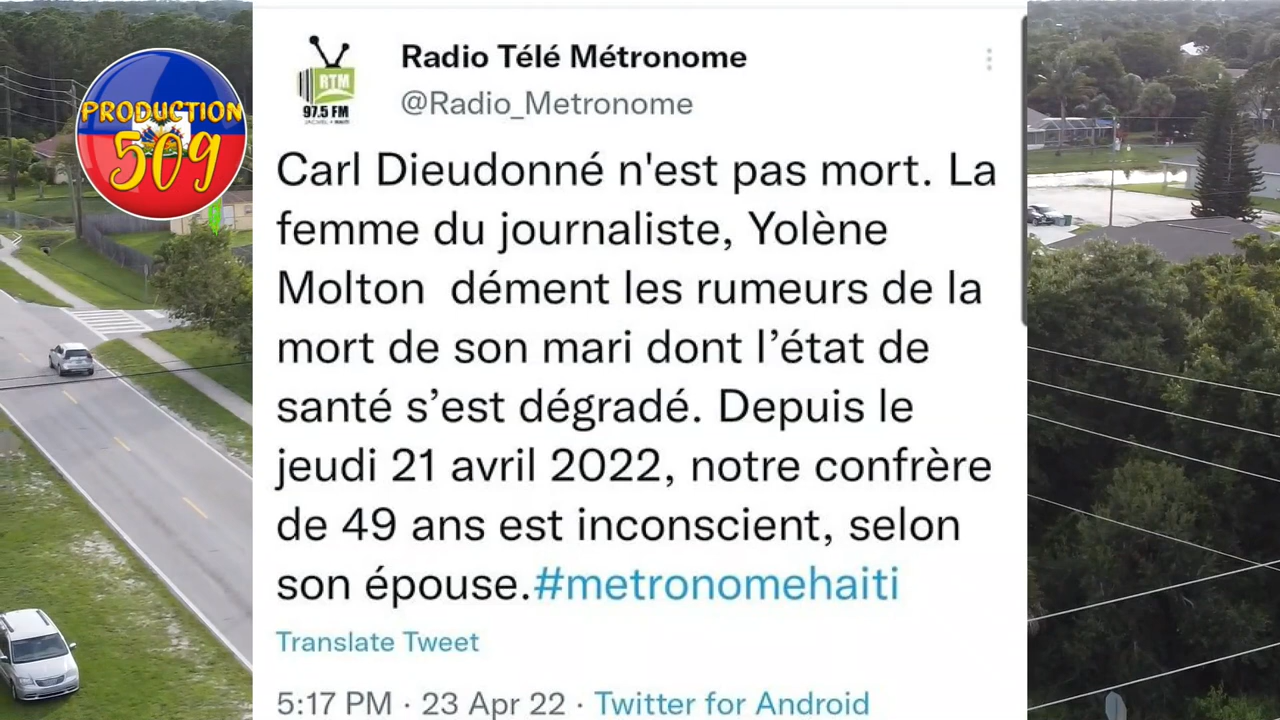 PRODUCTION
509
RTM
97.5 FM
JACMEL • HAITI
Radio Télé Métronome
@Radio_Metronome
Carl Dieudonné n'est pas mort. La
femme du journaliste, Yolène
Molton  dément les rumeurs de la
mort de son mari dont l’état de
santé s’est dégradé. Depuis le
jeudi 21 avril 2022, notre confrère
de 49 ans est inconscient, selon
son épouse.#metronomehaiti
Translate Tweet
5:17 PM · 23 Apr 22 · Twitter for Android